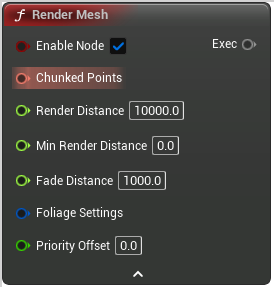 Render Mesh
Enable Node Exec
Chunked Points
Render Distance 10000.0
Min Render Distance 0.0
Fade Distance 1000.0
Foliage Settings
Priority Offset 0.0